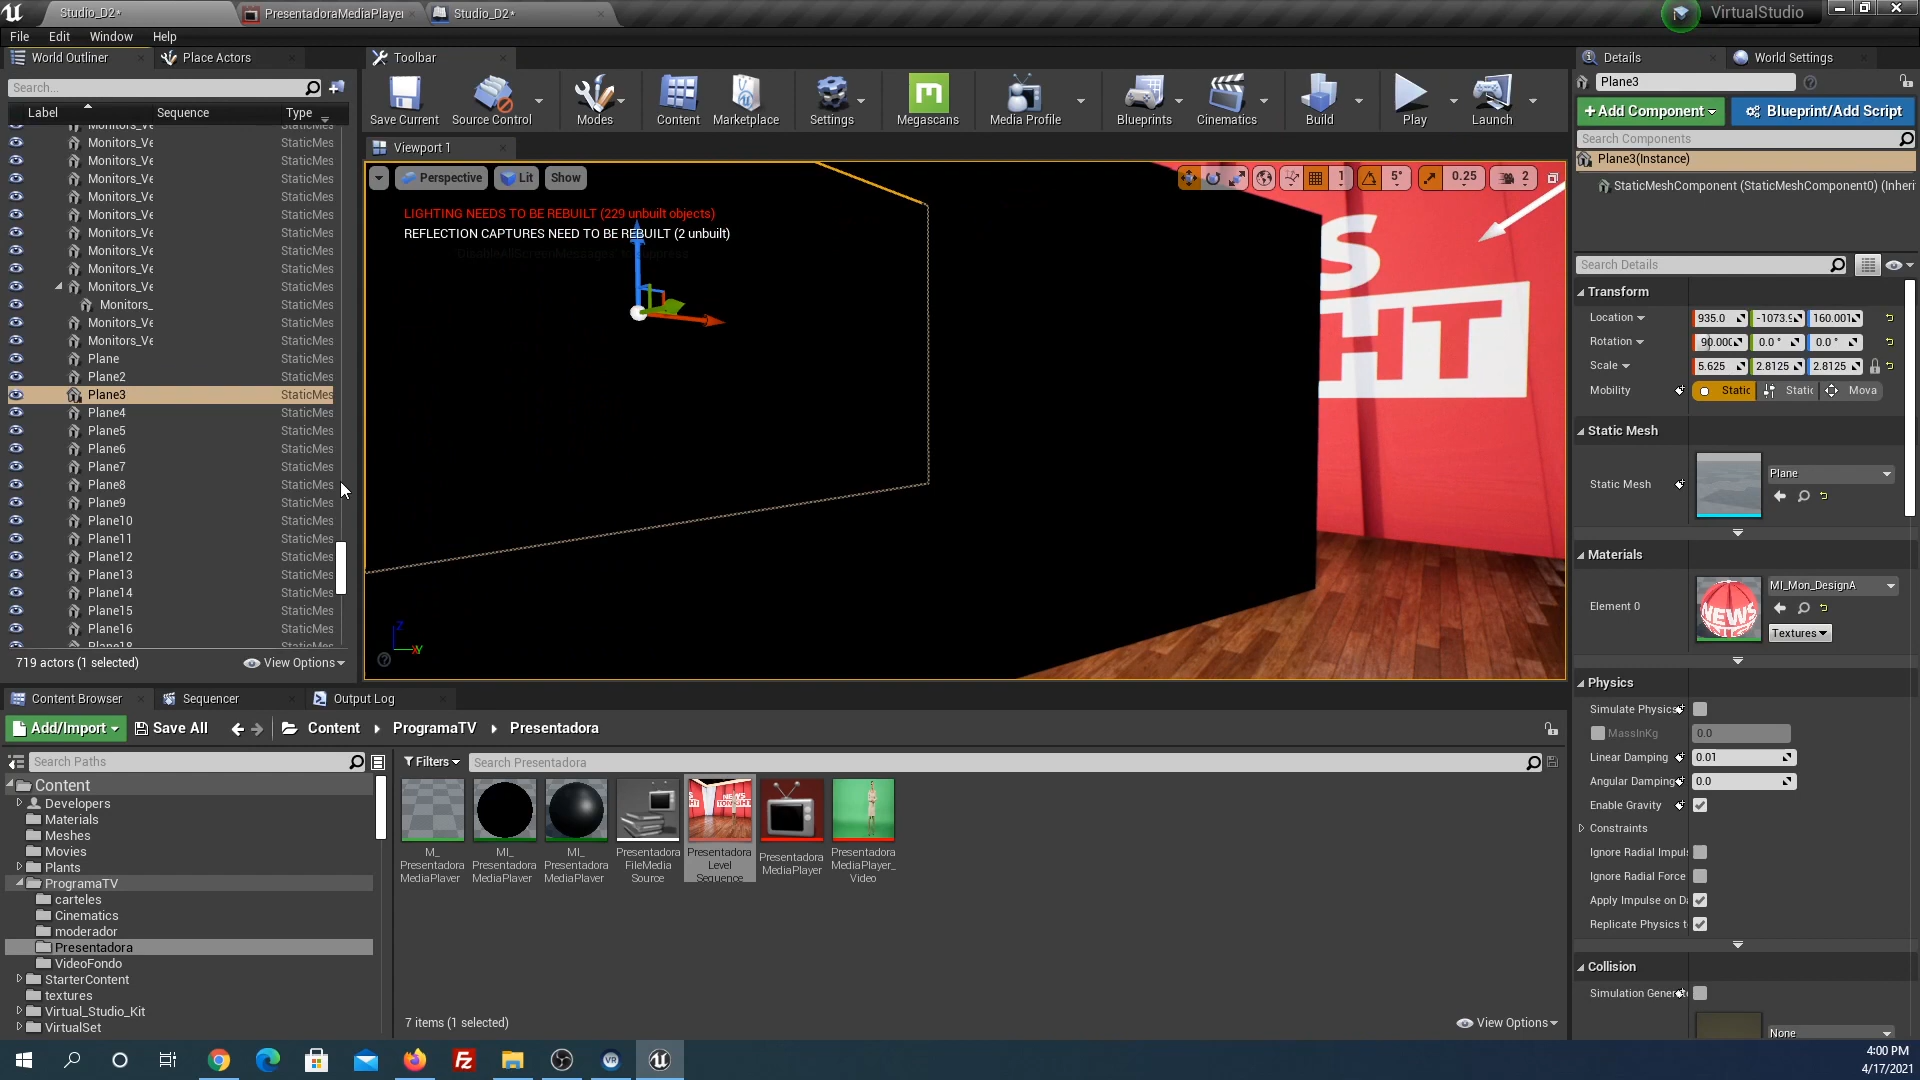 Studio_D2*
PresentadoraMediaPlayer
Studio_D2*
VirtualStudio
File Edit Window Help
World Outliner
Place Actors
Toolbar
Details
World Settings
Search...
Label Sequence Type
Monitors_Ve StaticMes
Monitors_Ve StaticMes
Monitors_Ve StaticMes
Monitors_Ve StaticMes
Monitors_Ve StaticMes
Monitors_Ve StaticMes
Monitors_Ve StaticMes
Monitors_Ve StaticMes
Monitors_Ve StaticMes
Monitors_Ve StaticMes
Monitors_ StaticMes
Monitors_Ve StaticMes
Monitors_Ve StaticMes
Plane StaticMes
Plane2 StaticMes
Plane3 StaticMes
Plane4 StaticMes
Plane5 StaticMes
Plane6 StaticMes
Plane7 StaticMes
Plane8 StaticMes
Plane9 StaticMes
Plane10 StaticMes
Plane11 StaticMes
Plane12 StaticMes
Plane13 StaticMes
Plane14 StaticMes
Plane15 StaticMes
Plane16 StaticMes
Plane18 StaticMes
719 actors (1 selected)
View Options
Save Current Source Control Modes Content Marketplace Settings Megascans Media Profile Blueprints Cinematics Build Play Launch
Viewport 1
Perspective Lit Show
1 5° 0.25 2
LIGHTING NEEDS TO BE REBUILT (229 unbuilt objects)
REFLECTION CAPTURES NEED TO BE REBUILT (2 unbuilt)
'DisableAllScreenMessages' to suppress
S
HT
Z
Y
Plane3
+Add Component
Blueprint/Add Script
Search Components
Plane3(Instance)
StaticMeshComponent (StaticMeshComponent0) (Inheri
Search Details
Transform
Location 935.0 -1073.9 160.001
Rotation 90.000 0.0 ° 0.0 °
Scale 5.625 2.8125 2.8125
Mobility Static Static Mova
Static Mesh
Static Mesh
Plane
Materials
Element 0
NEWS
MI_Mon_DesignA
Textures
Physics
Simulate Physics
MassInKg 0.0
Linear Damping 0.01
Angular Damping 0.0
Enable Gravity
Constraints
Ignore Radial Impuls
Ignore Radial Force
Apply Impulse on Da
Replicate Physics t
Collision
Simulation Genera
None
Content Browser
Sequencer
Output Log
Add/Import
Save All
Content ProgramaTV Presentadora
Search Paths
Filters
Search Presentadora
Content
Developers
Materials
Meshes
Movies
Plants
ProgramaTV
carteles
Cinematics
moderador
Presentadora
VideoFondo
StarterContent
textures
Virtual_Studio_Kit
VirtualSet
M_
Presentadora
MediaPlayer
MI_
Presentadora
MediaPlayer
MI_
Presentadora
MediaPlayer
Presentadora
FileMedia
Source
Presentadora
Level
Sequence
Presentadora
MediaPlayer
Presentadora
MediaPlayer_
Video
7 items (1 selected)
View Options
4:00 PM
4/17/2021